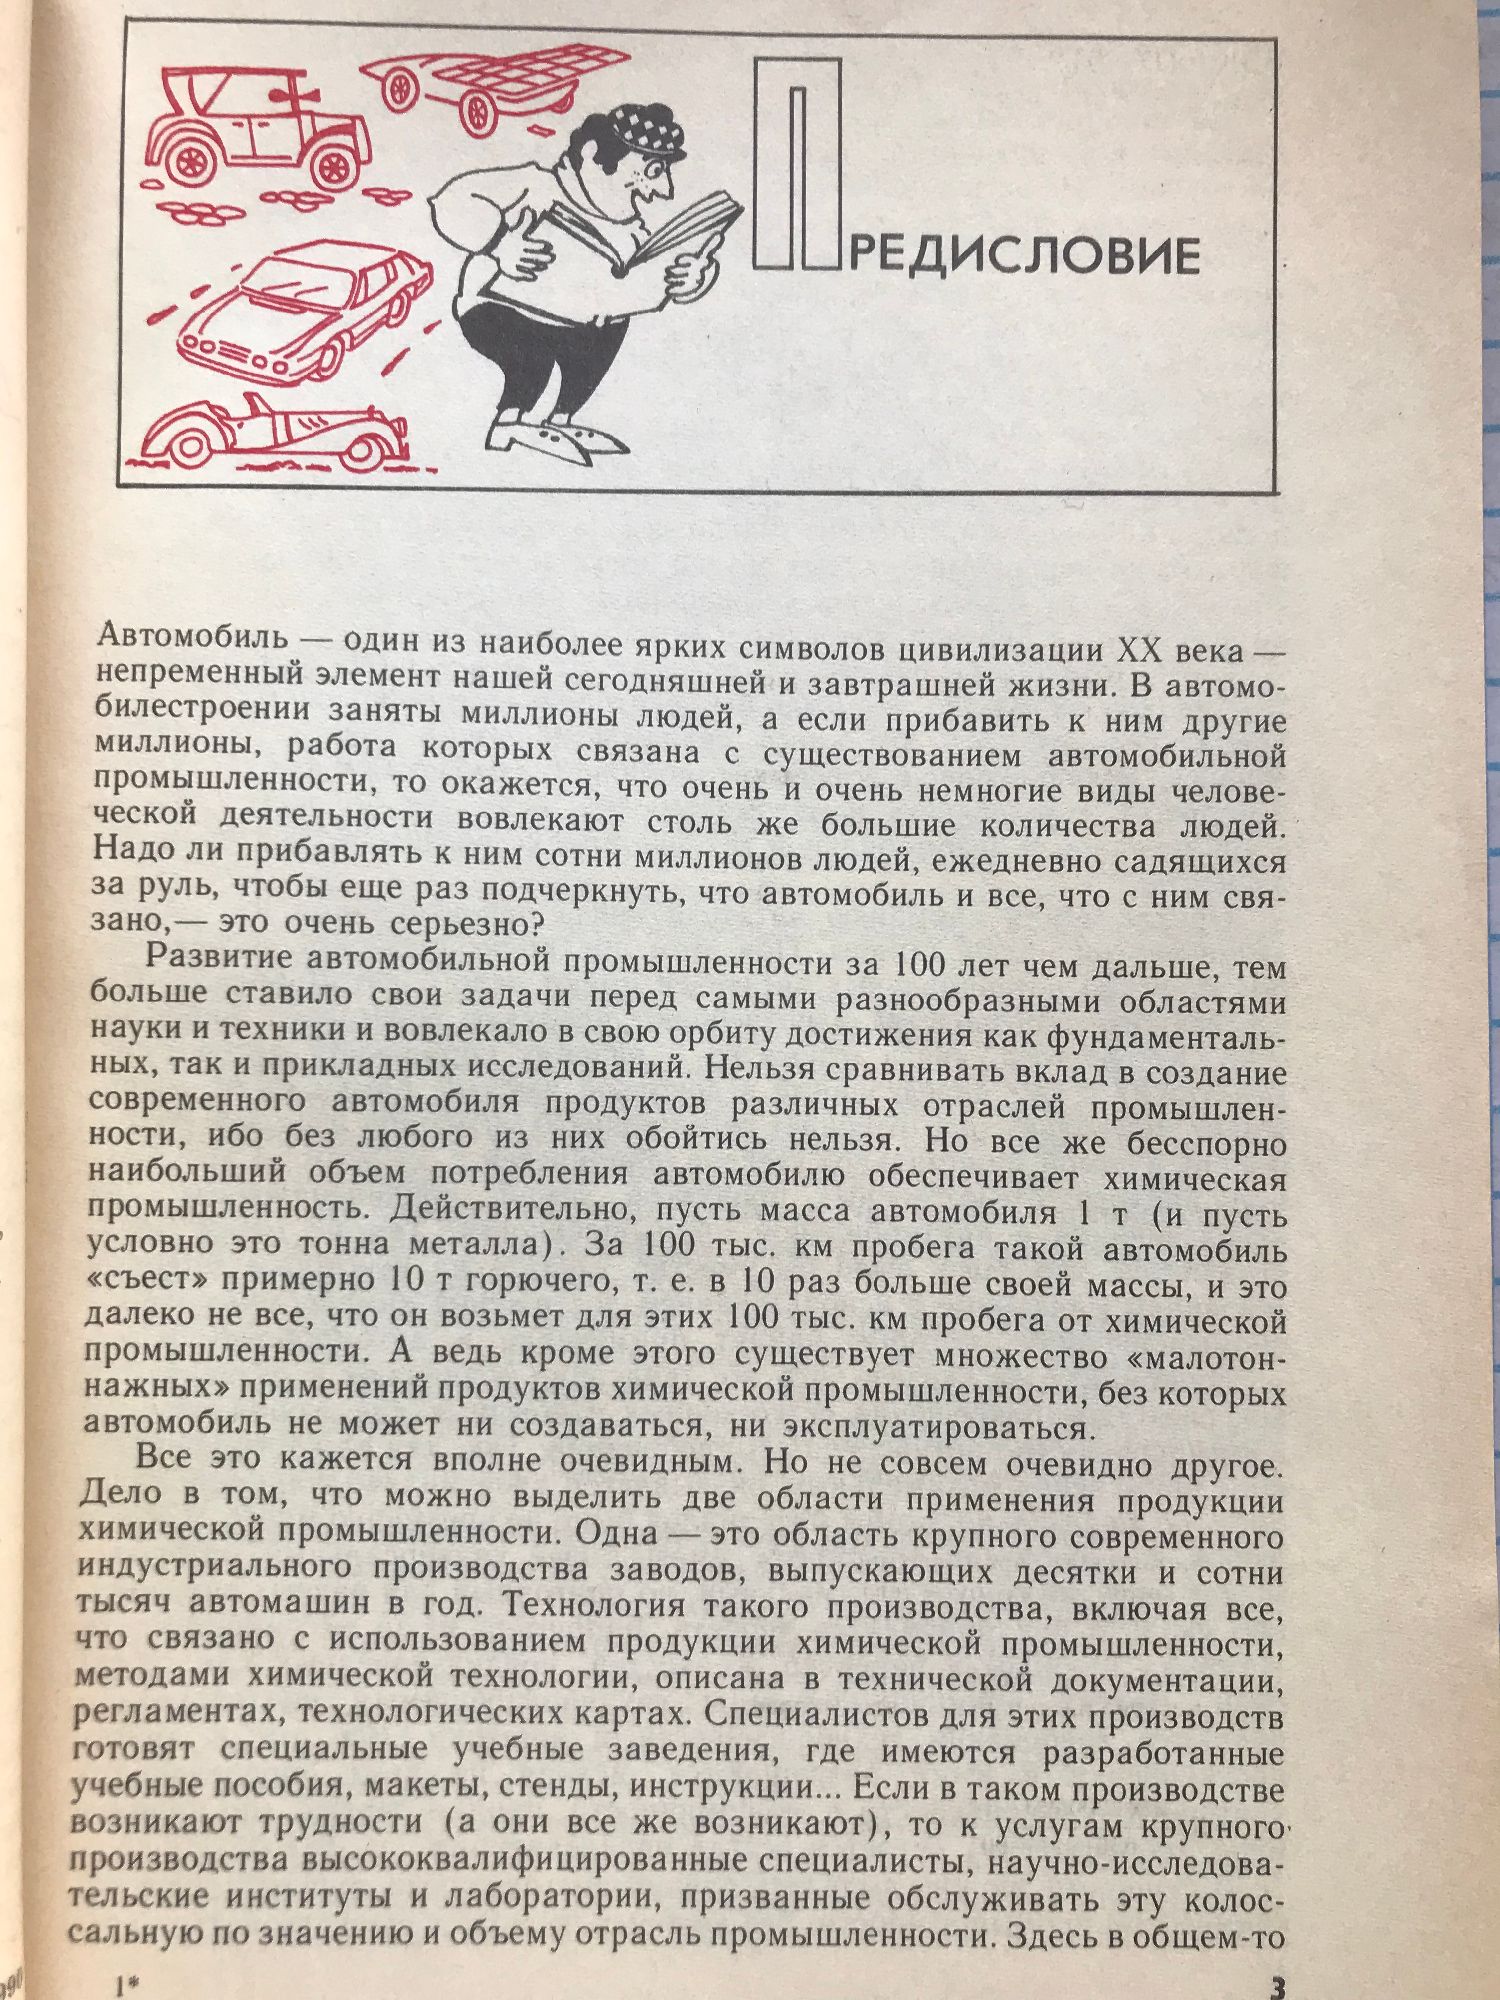 ПРЕДИСЛОВИЕ
Автомобиль — один из наиболее ярких символов цивилизации XX века —
непременный элемент нашей сегодняшней и завтрашней жизни. В автомо-
билестроении заняты миллионы людей, а если прибавить к ним другие
миллионы, работа которых связана с существованием автомобильной
промышленности, то окажется, что очень и очень немногие виды челове-
ческой деятельности вовлекают столь же большие количества людей.
Надо ли прибавлять к ним сотни миллионов людей, ежедневно садящихся
за руль, чтобы еще раз подчеркнуть, что автомобиль и все, что с ним свя-
зано,— это очень серьезно?
Развитие автомобильной промышленности за 100 лет чем дальше, тем
больше ставило свои задачи перед самыми разнообразными областями
науки и техники и вовлекало в свою орбиту достижения как фундаменталь-
ных, так и прикладных исследований. Нельзя сравнивать вклад в создание
современного автомобиля продуктов различных отраслей промышлен-
ности, ибо без любого из них обойтись нельзя. Но все же бесспорно
наибольший объем потребления автомобилю обеспечивает химическая
промышленность. Действительно, пусть масса автомобиля 1 т (и пусть
условно это тонна металла). За 100 тыс. км пробега такой автомобиль
«съест» примерно 10 т горючего, т. е. в 10 раз больше своей массы, и это
далеко не все, что он возьмет для этих 100 тыс. км пробега от химической
промышленности. А ведь кроме этого существует множество «малотон-
нажных» применений продуктов химической промышленности, без которых
автомобиль не может ни создаваться, ни эксплуатироваться.
Все это кажется вполне очевидным. Но не совсем очевидно другое.
Дело в том, что можно выделить две области применения продукции
химической промышленности. Одна — это область крупного современного
индустриального производства заводов, выпускающих десятки и сотни
тысяч автомашин в год. Технология такого производства, включая все,
что связано с использованием продукции химической промышленности,
методами химической технологии, описана в технической документации,
регламентах, технологических картах. Специалистов для этих производств
готовят специальные учебные заведения, где имеются разработанные
учебные пособия, макеты, стенды, инструкции... Если в таком производстве
возникают трудности (а они все же возникают), то к услугам крупного
производства высококвалифицированные специалисты, научно-исследова-
тельские институты и лаборатории, призванные обслуживать эту колос-
сальную по значению и объему отрасль промышленности. Здесь в общем-то
1*
3